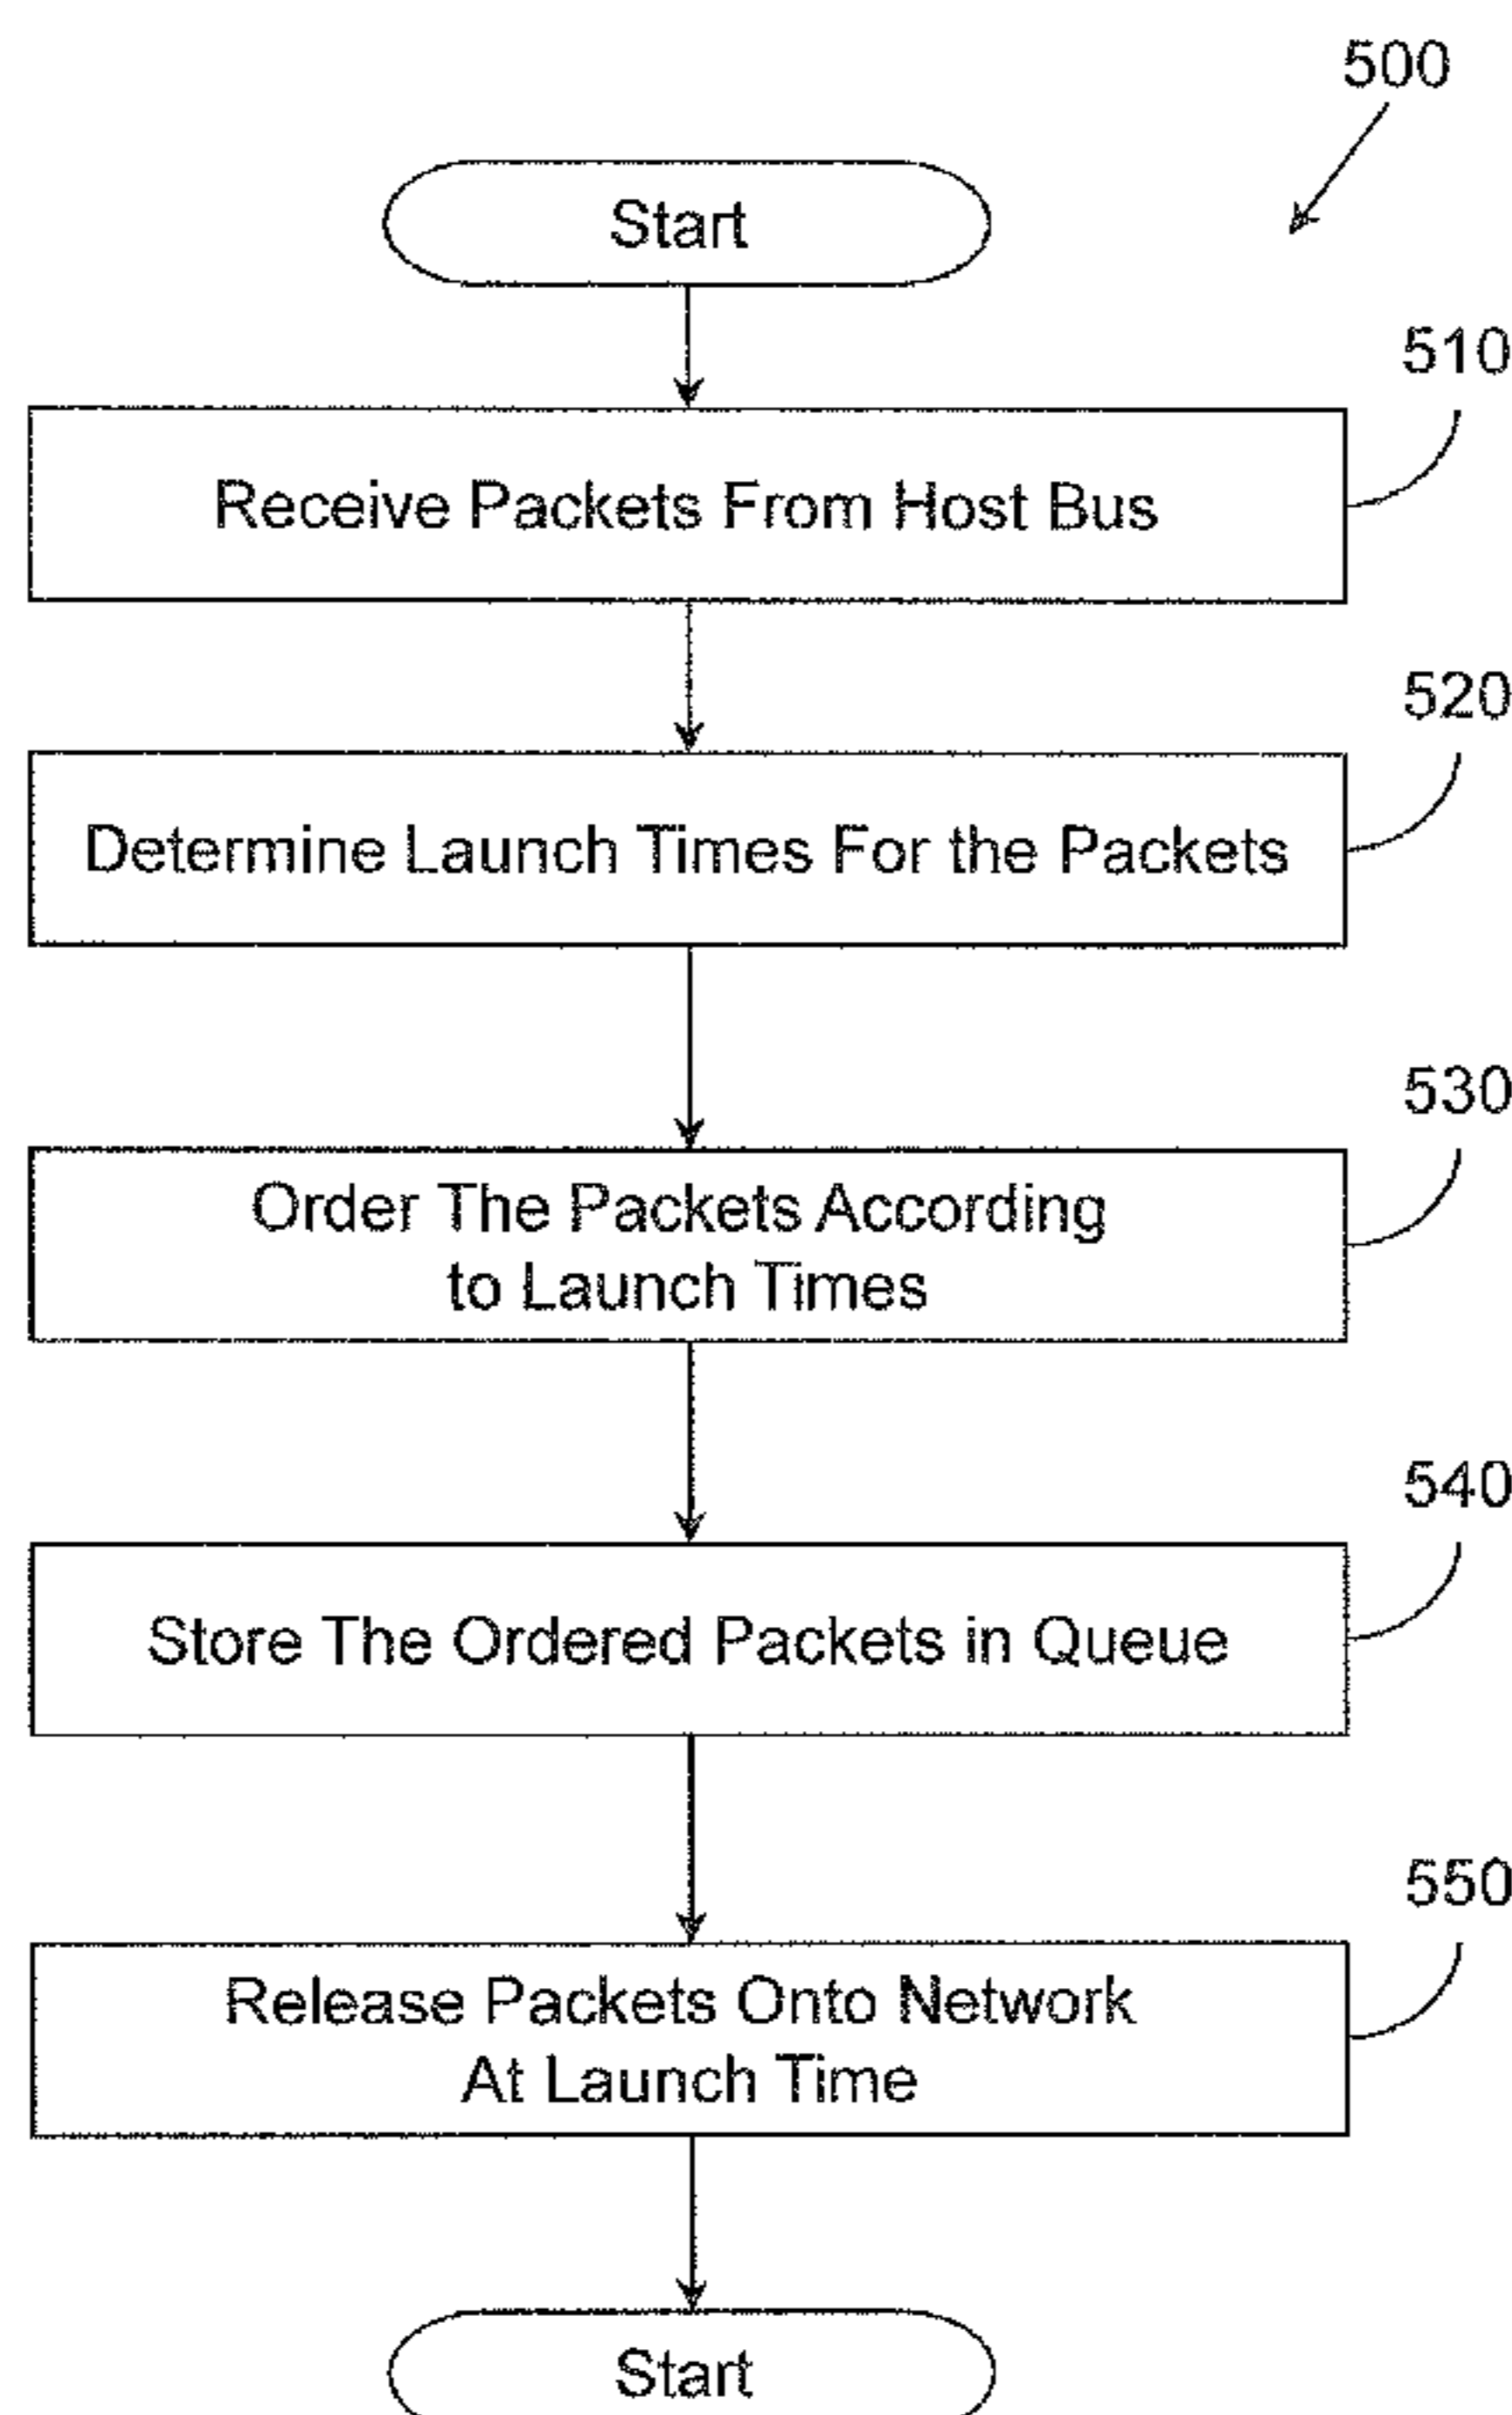 500
Start
510
Receive Packets From Host Bus
520
Determine Launch Times For the Packets
530
Order The Packets According
to Launch Times
540
Store The Ordered Packets in Queue
550
Release Packets Onto Network
At Launch Time
Start